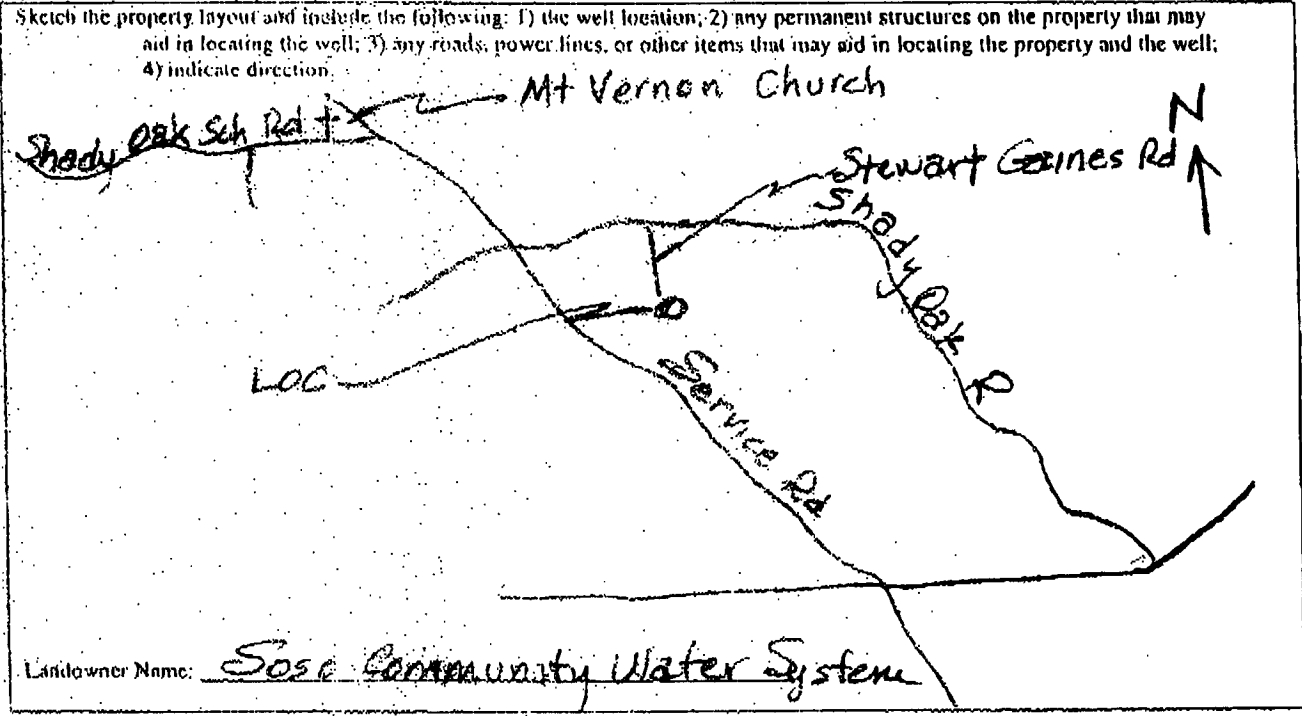 Sketch the property layout and include the following: 1) the well location; 2) any permanent structures on the property that may
aid in locating the well; 3) any roads, power lines, or other items that may aid in locating the property and the well;
4) indicate direction.
Mt Vernon Church
N
Shady Oak Sch Rd
Stewart Gaines Rd
Shady Oak R
LOC
Service Rd
Landowner Name: Soso Community Water System